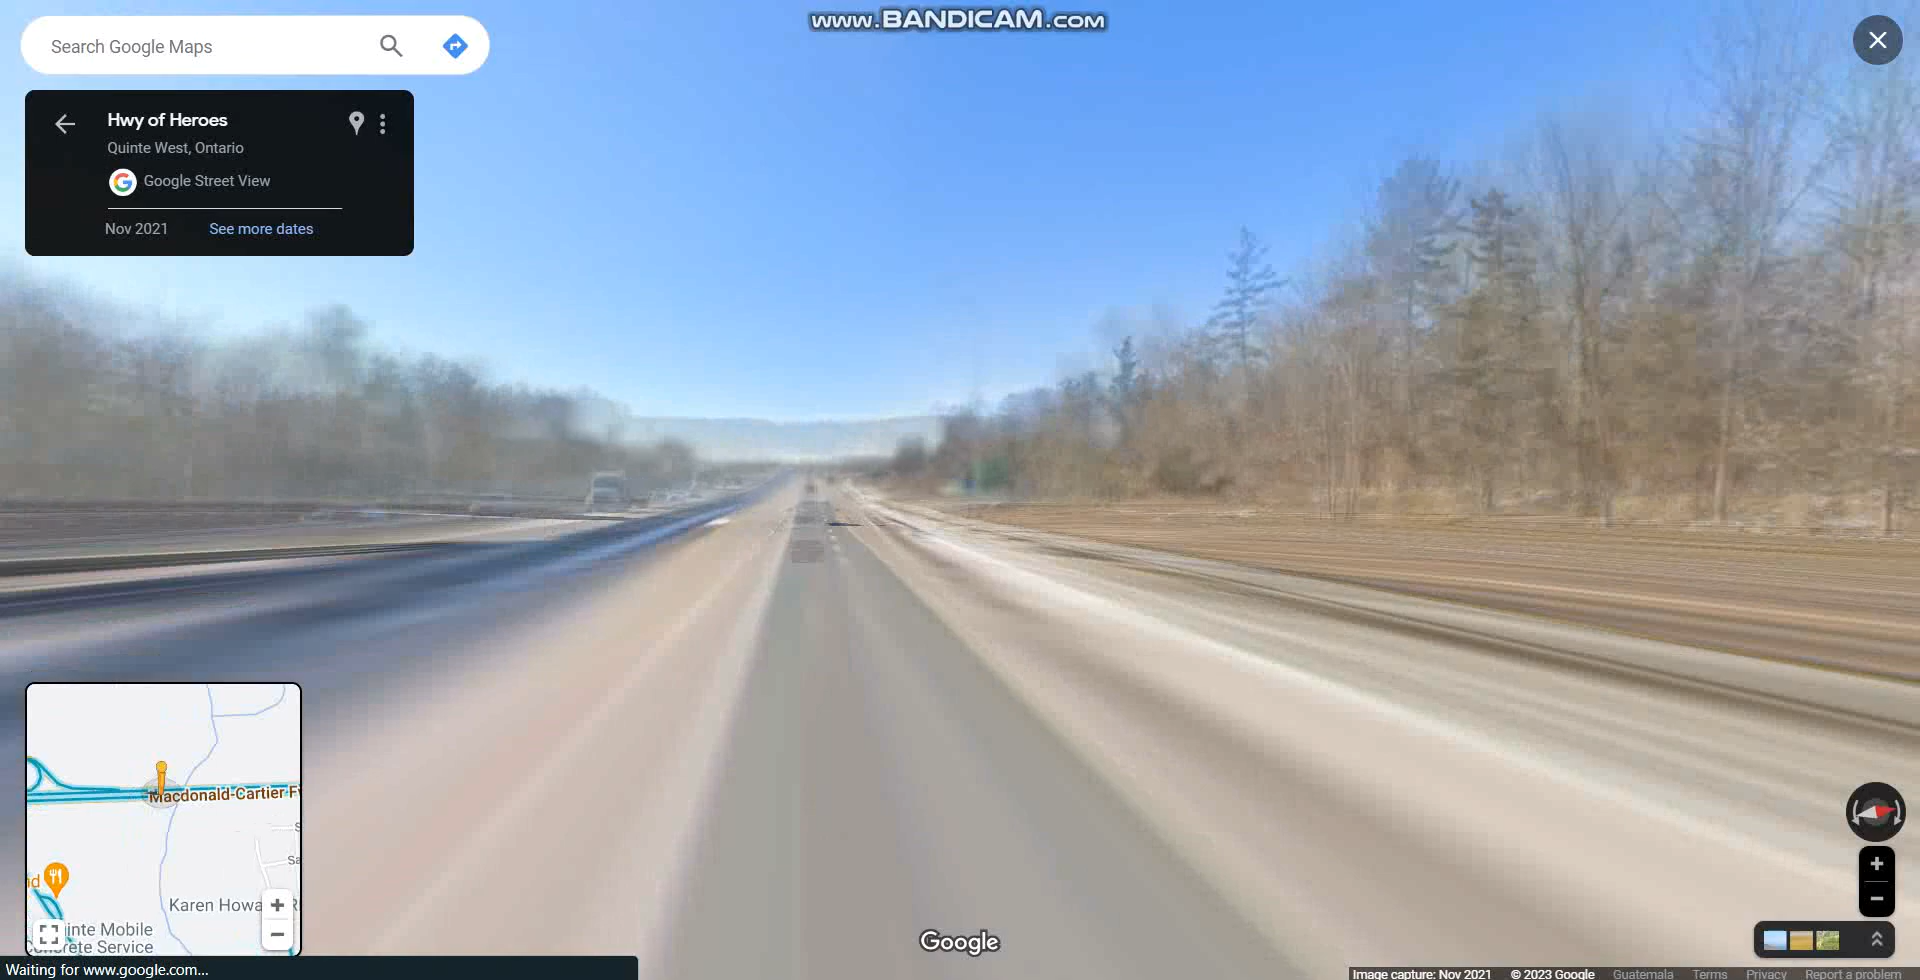 www.BANDICAM.com
Search Google Maps
Hwy of Heroes
Quinte West, Ontario
Google Street View
Nov 2021
See more dates
Macdonald-Cartier
Karen Howa
inte Mobile
Service
Google
Waiting for www.google.com...
Image capture: Nov 2021 © 2023 Google Guatemala Terms Privacy Report a problem